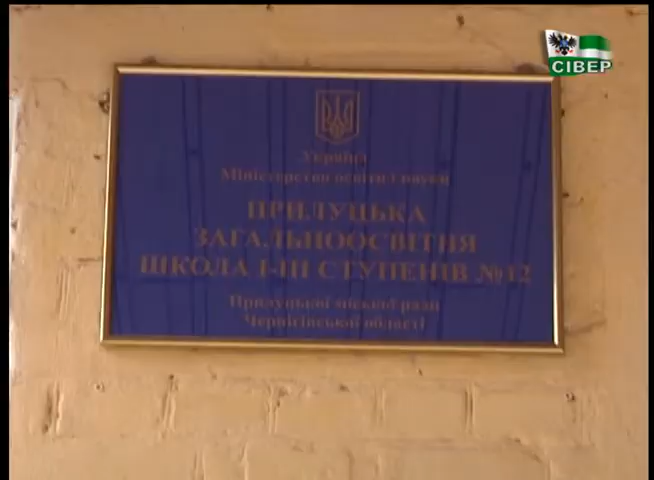 СІВЕР
Україна
Міністерство освіти і науки
ПРИЛУЦЬКА
ЗАГАЛЬНООСВІТНЯ
ШКОЛА І-ІІІ СТУПЕНІВ №12
Прилуцької міської ради
Чернігівської області